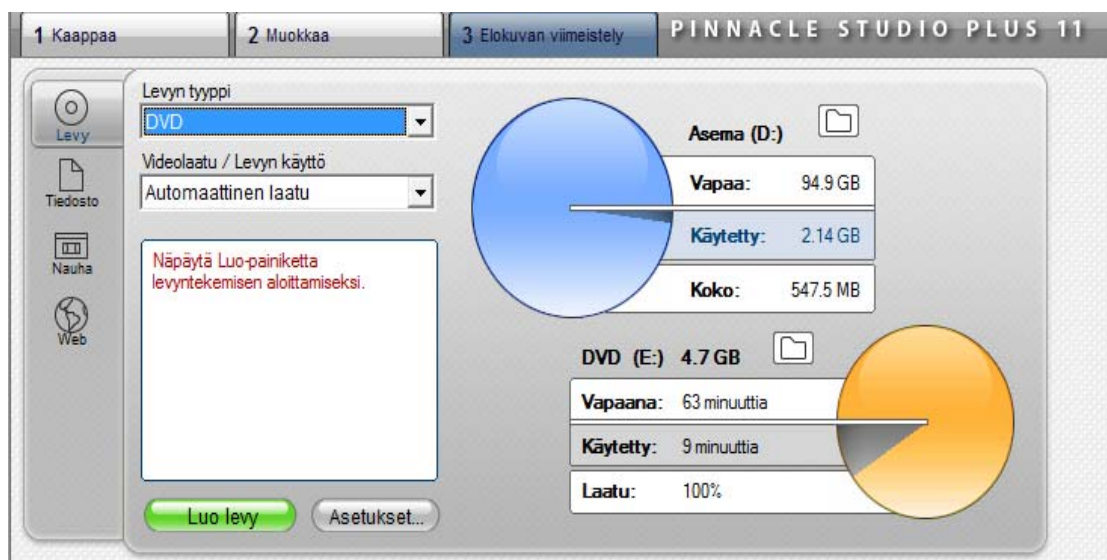 1 Kaappaa
2 Muokkaa
3 Elokuvan viimeistely
PINNACLE STUDIO PLUS 11
Levy
Tiedosto
Nauha
Web
Levyn tyyppi
DVD
Videolaatu / Levyn käyttö
Automaattinen laatu
Näpäytä Luo-painiketta
levyntekemisen aloittamiseksi.
Luo levy
Asetukset...
Asema (D:)
Vapaa: 94.9 GB
Käytetty: 2.14 GB
Koko: 547.5 MB
DVD (E:) 4.7 GB
Vapaana: 63 minuuttia
Käytetty: 9 minuuttia
Laatu: 100%